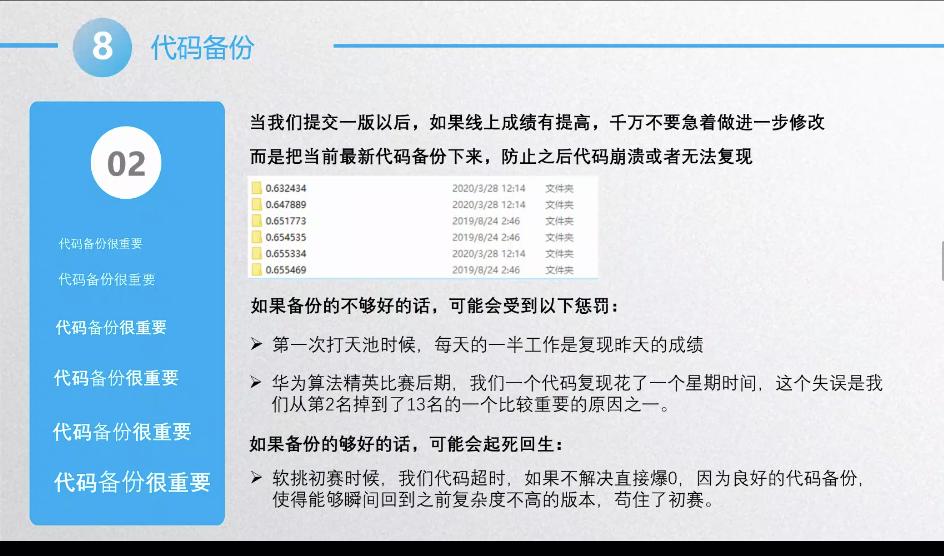 8 代码备份
02
代码备份很重要
代码备份很重要
代码备份很重要
代码备份很重要
代码备份很重要
代码备份很重要
当我们提交一版以后，如果线上成绩有提高，千万不要急着做进一步修改
而是把当前最新代码备份下来，防止之后代码崩溃或者无法复现
0.632434 2020/3/28 12:14 文件夹
0.647889 2020/3/28 12:14 文件夹
0.651773 2019/8/24 2:46 文件夹
0.654535 2019/8/24 2:46 文件夹
0.655334 2020/3/28 12:14 文件夹
0.655469 2019/8/24 2:46 文件夹
如果备份的不够好的话，可能会受到以下惩罚：
➢ 第一次打天池时候，每天的一半工作是复现昨天的成绩
➢ 华为算法精英比赛后期，我们一个代码复现花了一个星期时间，这个失误是我
们从第2名掉到了13名的一个比较重要的原因之一。
如果备份的够好的话，可能会起死回生：
➢ 软挑初赛时候，我们代码超时，如果不解决直接爆0，因为良好的代码备份，
使得能够瞬间回到之前复杂度不高的版本，苟住了初赛。